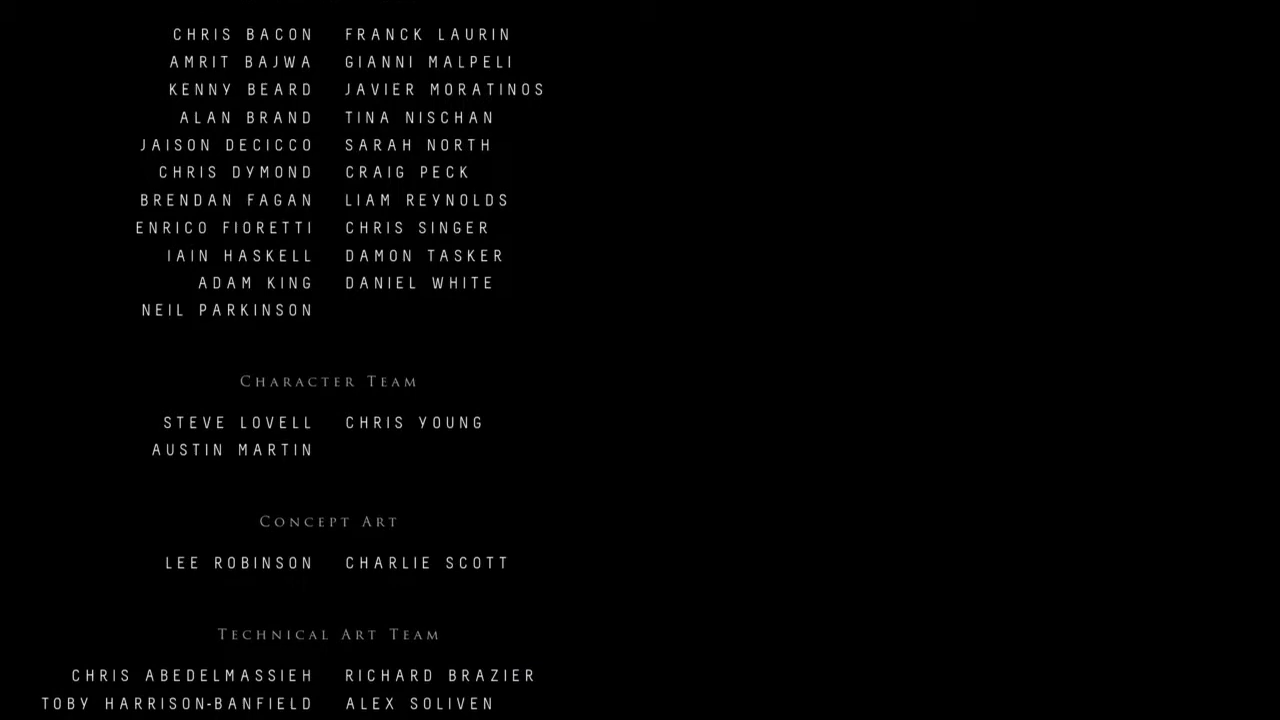 CHRIS BACON FRANCK LAURIN
AMRIT BAJWA GIANNI MALPELI
KENNY BEARD JAVIER MORATINOS
ALAN BRAND TINA NISCHAN
JAISON DECICCO SARAH NORTH
CHRIS DYMOND CRAIG PECK
BRENDAN FAGAN LIAM REYNOLDS
ENRICO FIORETTI CHRIS SINGER
IAIN HASKELL DAMON TASKER
ADAM KING DANIEL WHITE
NEIL PARKINSON
CHARACTER TEAM
STEVE LOVELL CHRIS YOUNG
AUSTIN MARTIN
CONCEPT ART
LEE ROBINSON CHARLIE SCOTT
TECHNICAL ART TEAM
CHRIS ABEDELMASSIEH RICHARD BRAZIER
TOBY HARRISON-BANFIELD ALEX SOLIVEN